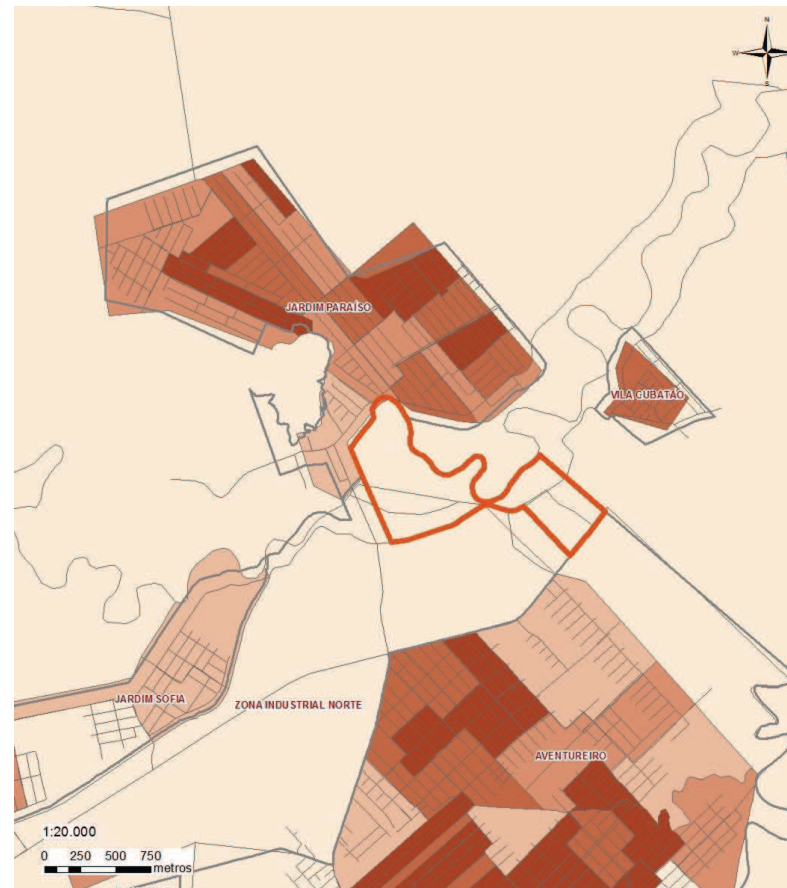 N
W
S
JARDIM PARAÍSO
VILA CUBATÃO
JARDIM SOFIA
ZONA INDUSTRIAL NORTE
AVENTUREIRO
1:20.000
0 250 500 750
metros